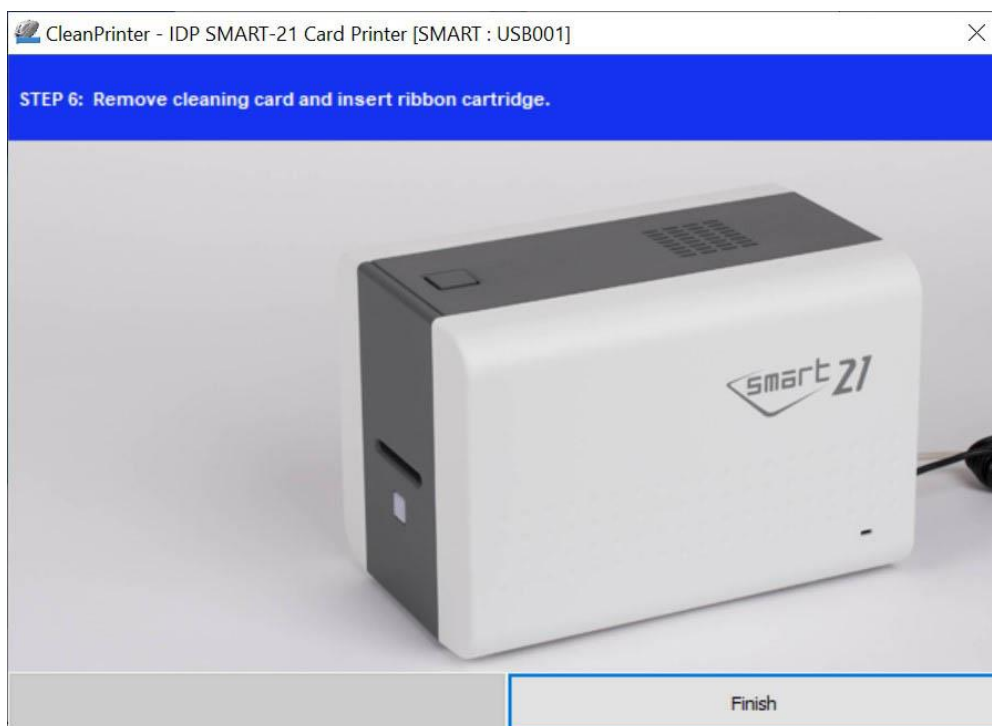 CleanPrinter - IDP SMART-21 Card Printer [SMART : USB001]
STEP 6: Remove cleaning card and insert ribbon cartridge.
smart 21
Finish